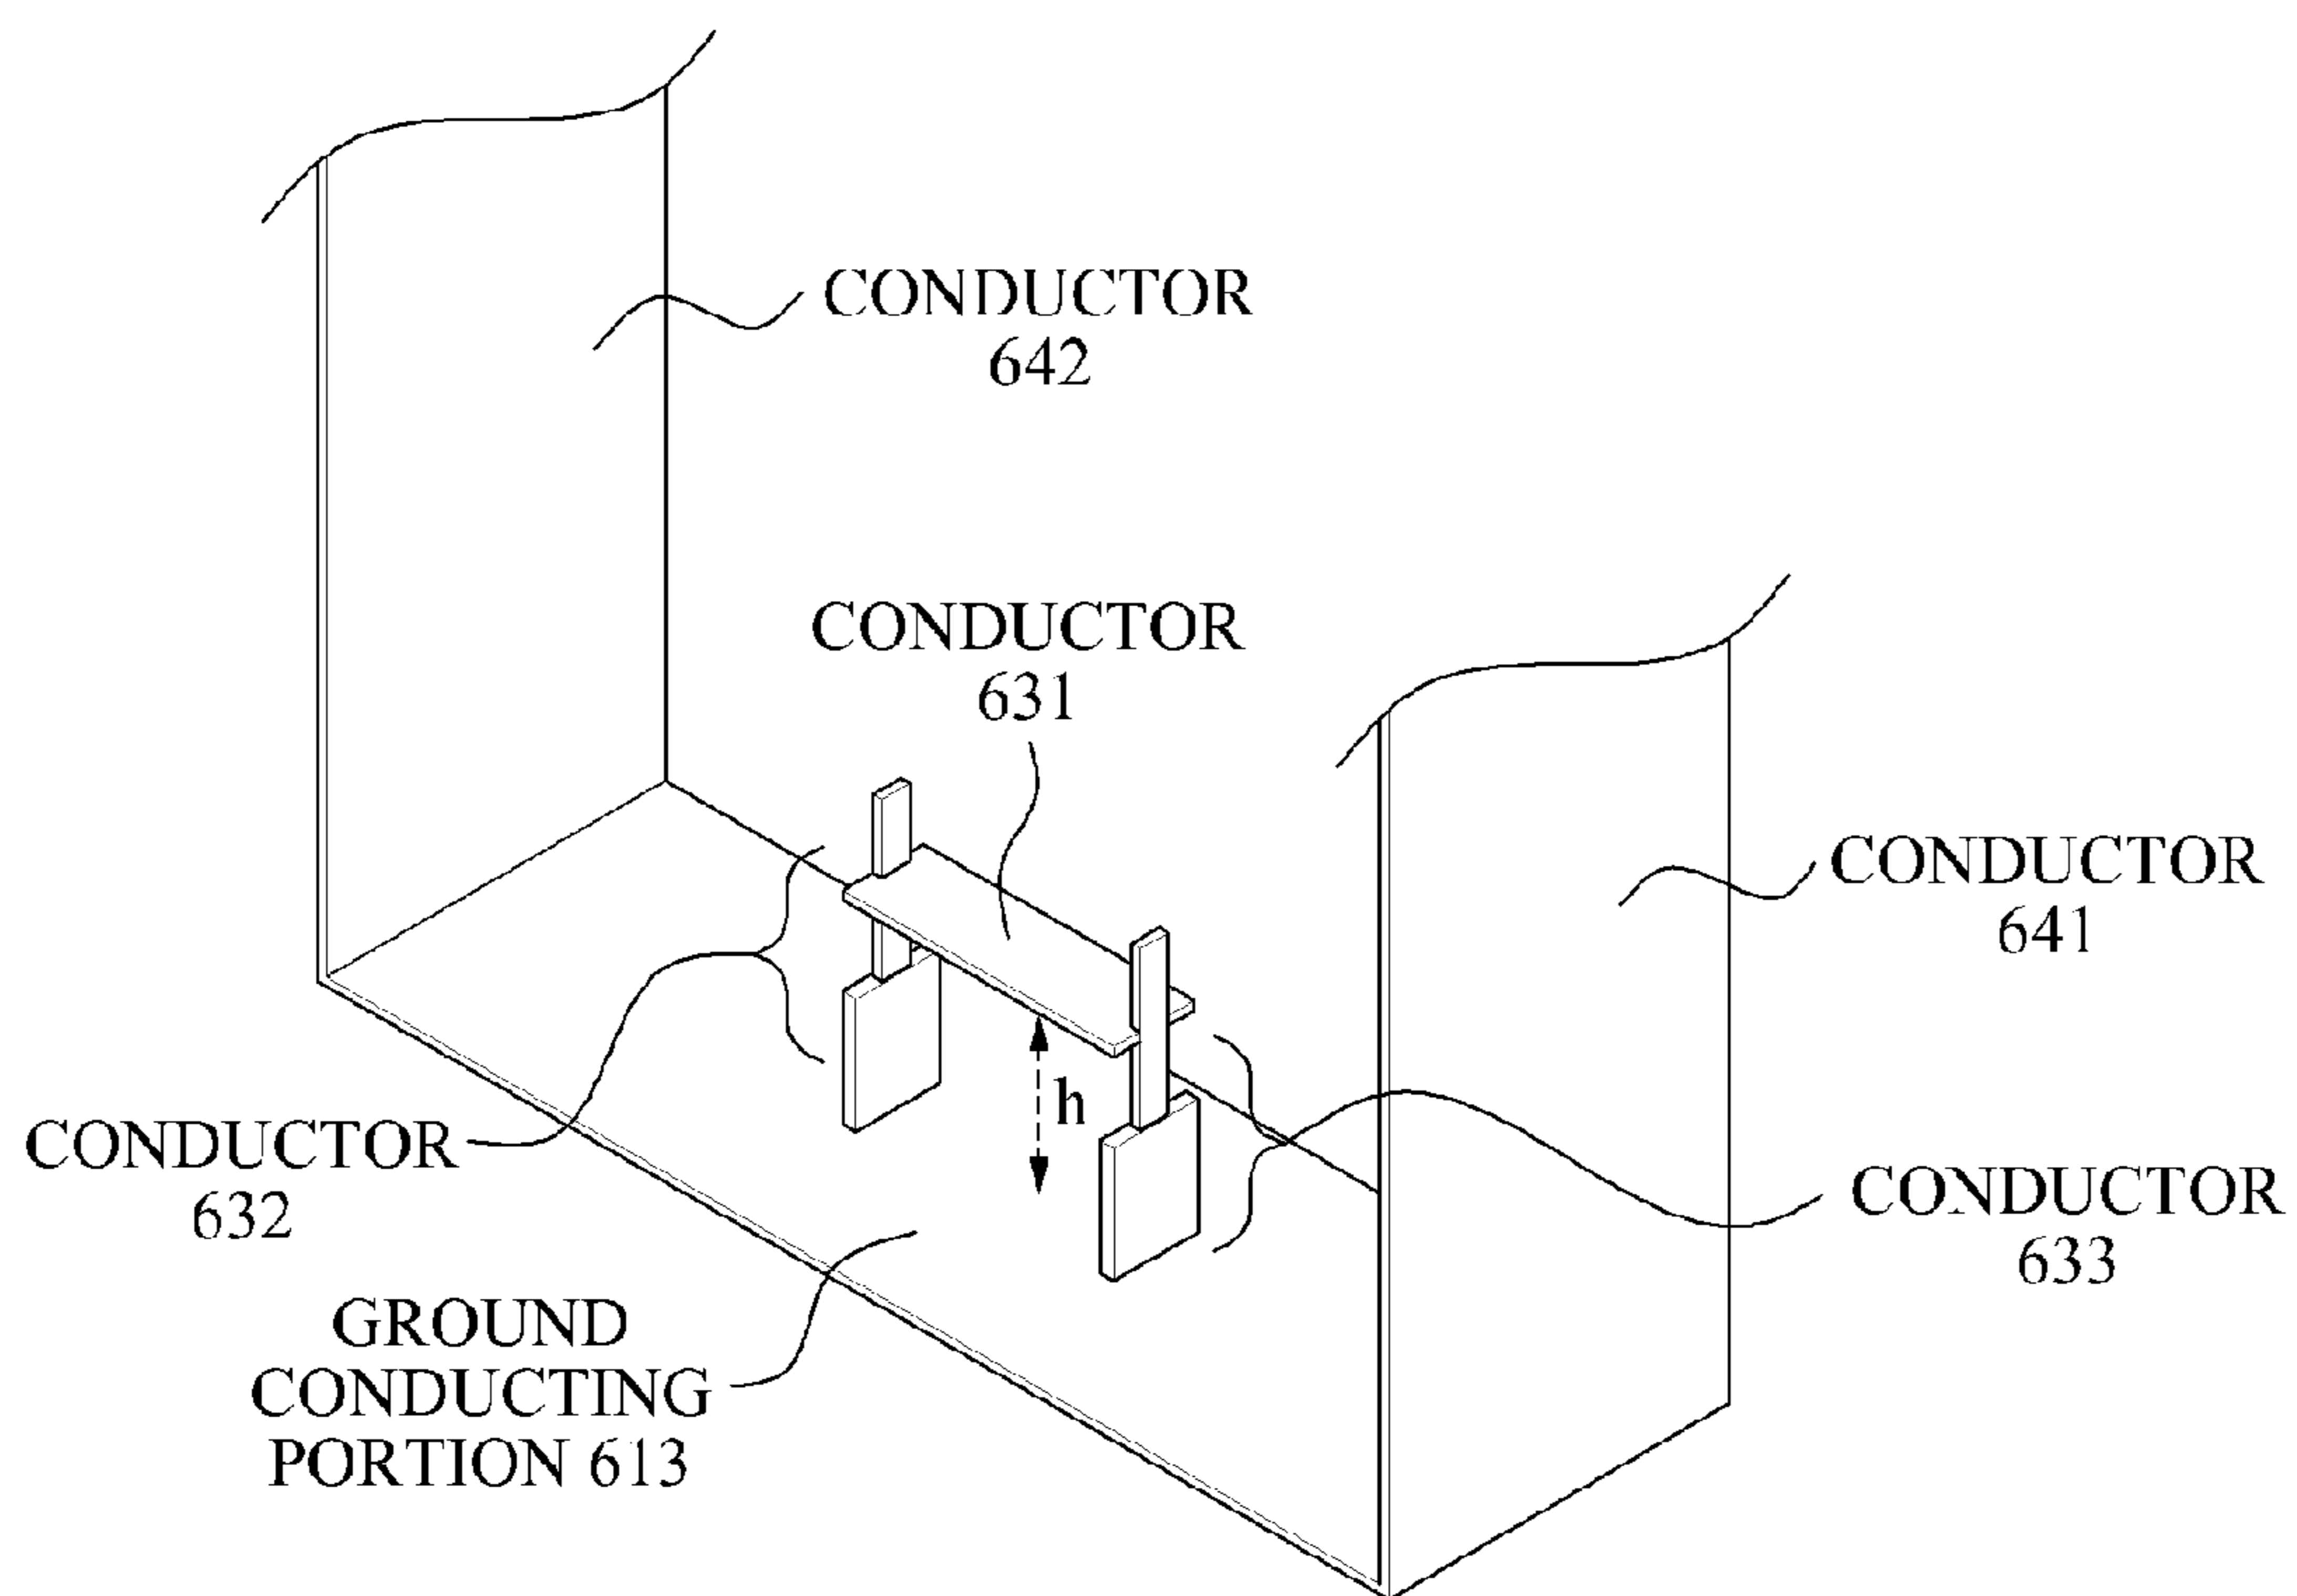 CONDUCTOR
642
CONDUCTOR
631
CONDUCTOR
641
CONDUCTOR
632
h
CONDUCTOR
633
GROUND
CONDUCTING
PORTION 613